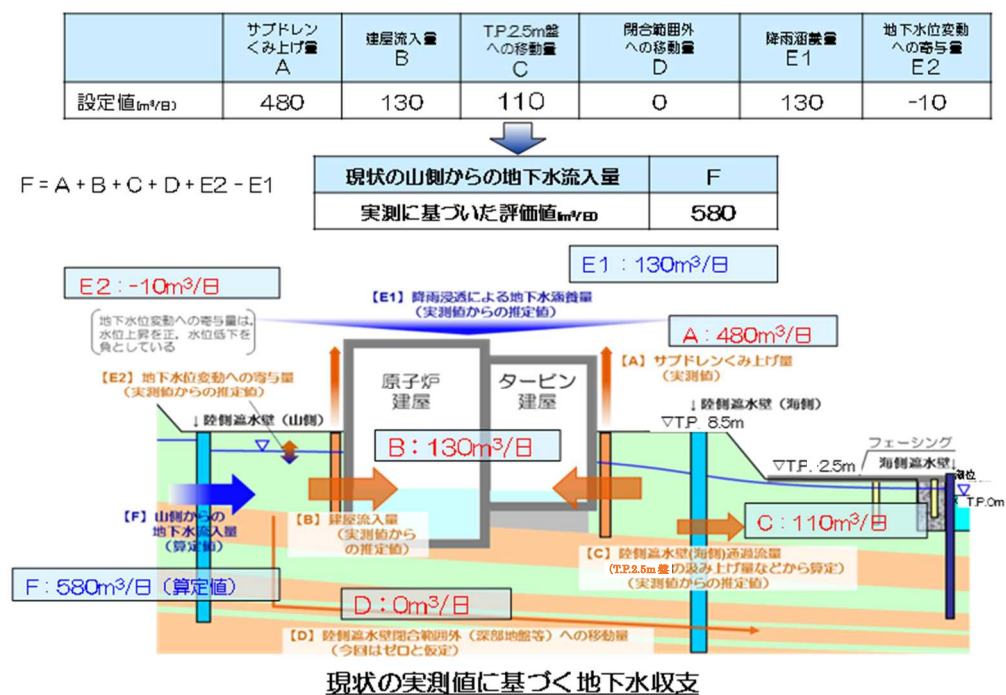 サブドレン
くみ上げ量
A
建屋流入量
B
T.P.2.5m盤
への移動量
C
閉合範囲外
への移動量
D
降雨涵養量
E1
地下水位変動
への寄与量
E2
設定値(m³/日)
480
130
110
0
130
-10
F=A+B+C+D+E2-E1
現状の山側からの地下水流入量
F
実測に基づいた評価値(m³/日)
580
E1：130m³/日
E2：-10m³/日
【E1】降雨浸透による地下水涵養量
（実測値からの推定値）
地下水位変動への寄与量は、
水位上昇を正、水位低下を
負としている
A：480m³/日
【A】サブドレンくみ上げ量
（実測値）
【E2】地下水位変動への寄与量
（実測値からの推定値）
原子炉
建屋
タービン
建屋
↓陸側遮水壁（山側）
↓陸側遮水壁（海側）
▽T.P. 8.5m
フェーシング
B：130m³/日
▽T.P. 2.5m
海側遮水壁↓
潮位
T.P.0m
【F】山側からの
地下水流入量
（算定値）
【B】建屋流入量
（実測値から
の推定値）
C：110m³/日
【C】陸側遮水壁(海側)通過流量
（T.P.2.5m盤の汲み上げ量などから算定）
（実測値からの推定値）
F：580m³/日（算定値）
D：0m³/日
【D】陸側遮水壁閉合範囲外（深部地盤等）への移動量
（今回はゼロと仮定）
現状の実測値に基づく地下水収支